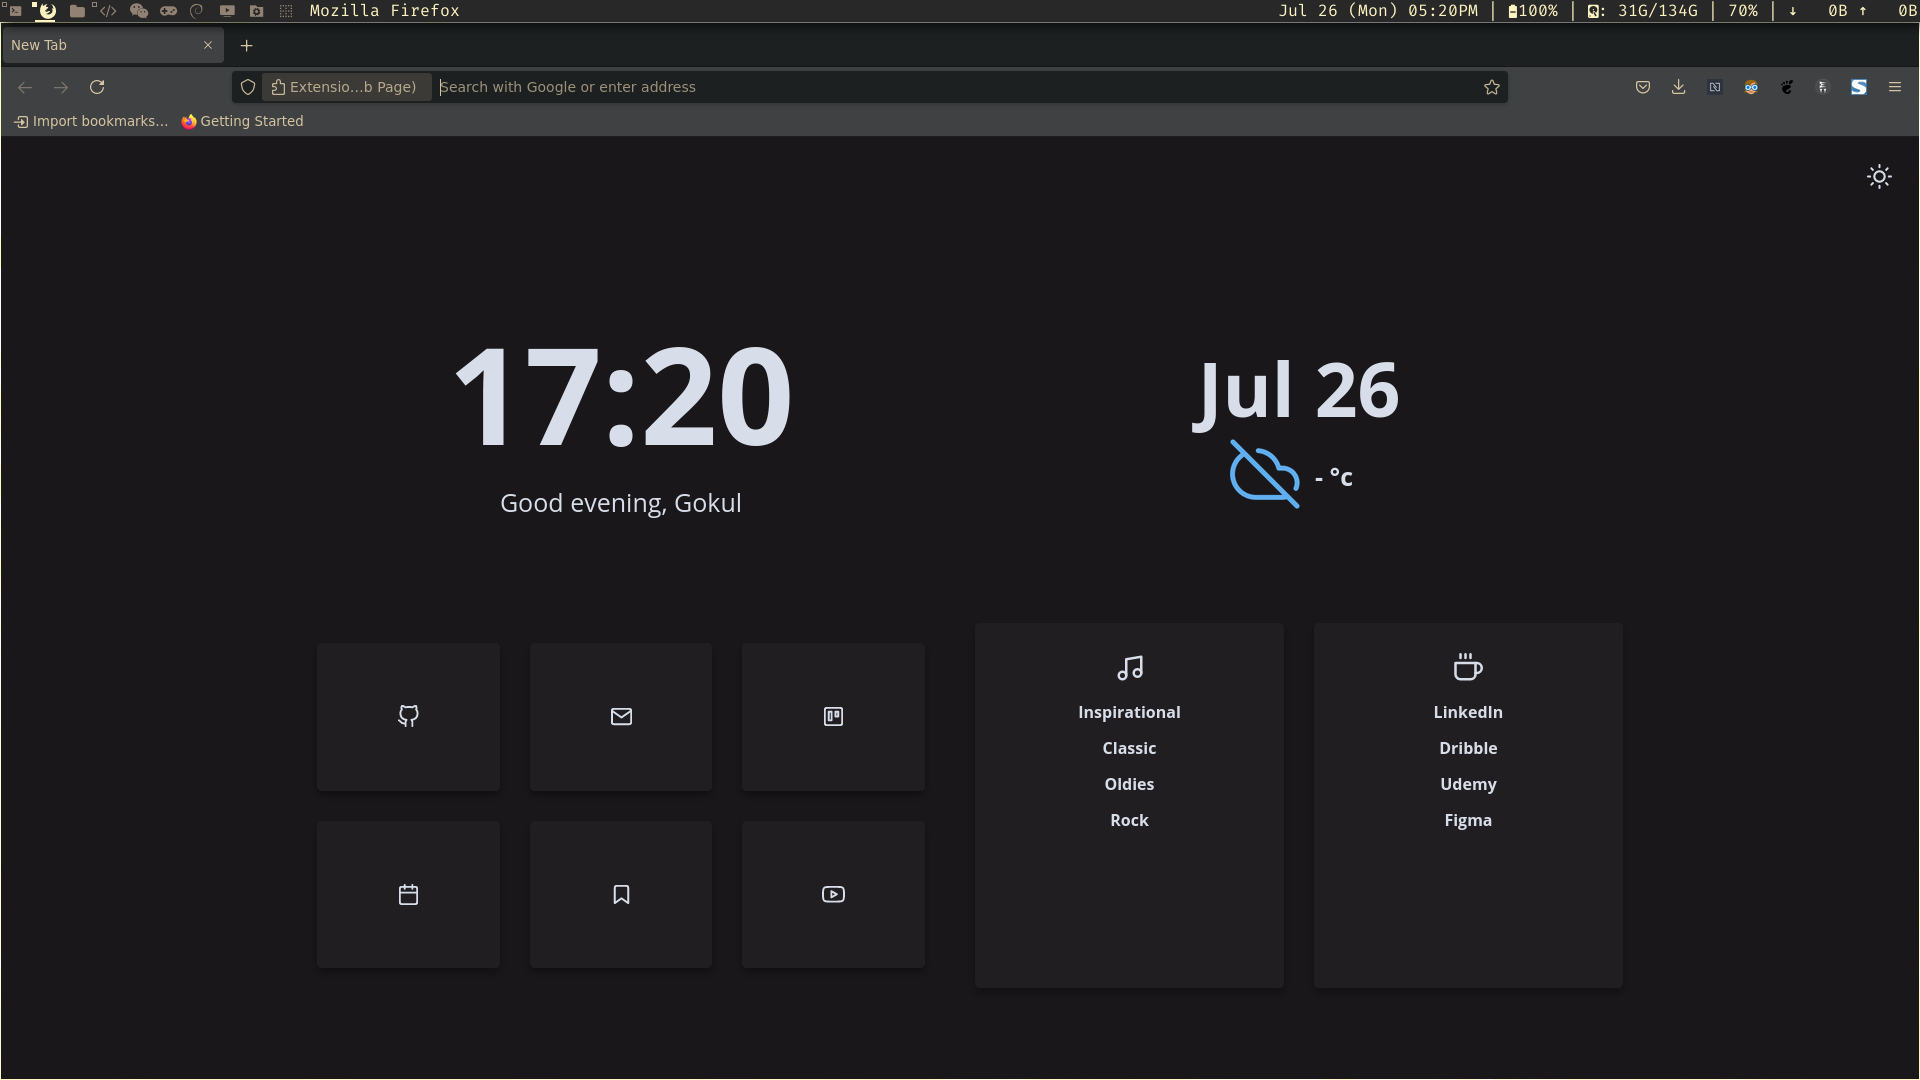 Mozilla Firefox
Jul 26 (Mon) 05:20PM | 100% | : 31G/134G | 70% | ↓ 0B ↑ 0B
New Tab
Extensio...b Page)
Search with Google or enter address
Import bookmarks...
Getting Started
17:20
Good evening, Gokul
Jul 26
- °c
Inspirational
Classic
Oldies
Rock
LinkedIn
Dribble
Udemy
Figma